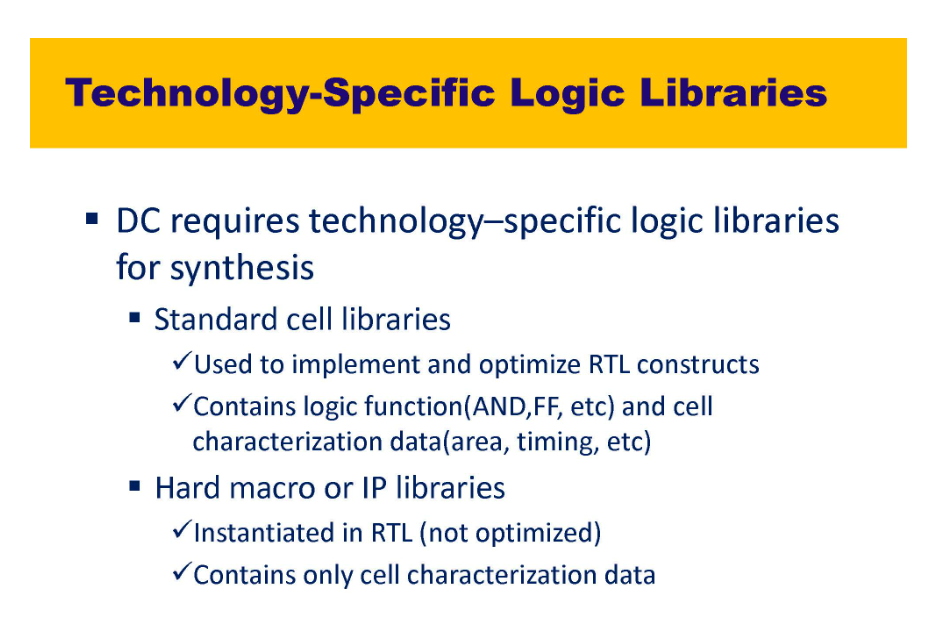 Technology-Specific Logic Libraries
▪ DC requires technology–specific logic libraries
for synthesis
▪ Standard cell libraries
✓Used to implement and optimize RTL constructs
✓Contains logic function(AND,FF, etc) and cell
characterization data(area, timing, etc)
▪ Hard macro or IP libraries
✓Instantiated in RTL (not optimized)
✓Contains only cell characterization data